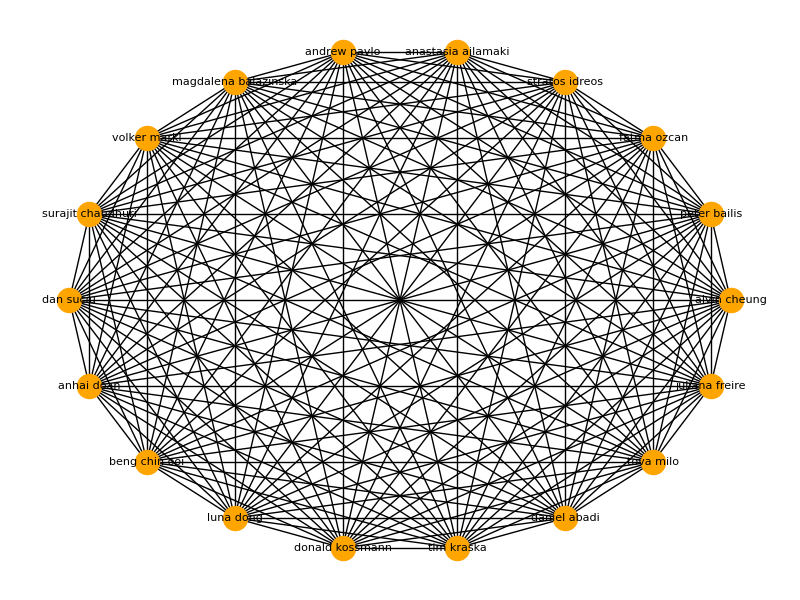 andrew pavlo
anastasia ailamaki
magdalena balazinska
stratos idreos
volker markl
fatma ozcan
surajit chaudhuri
peter bailis
dan suciu
alvin cheung
anhai doan
juliana freire
beng chin ooi
tova milo
luna dong
daniel abadi
donald kossmann
tim kraska